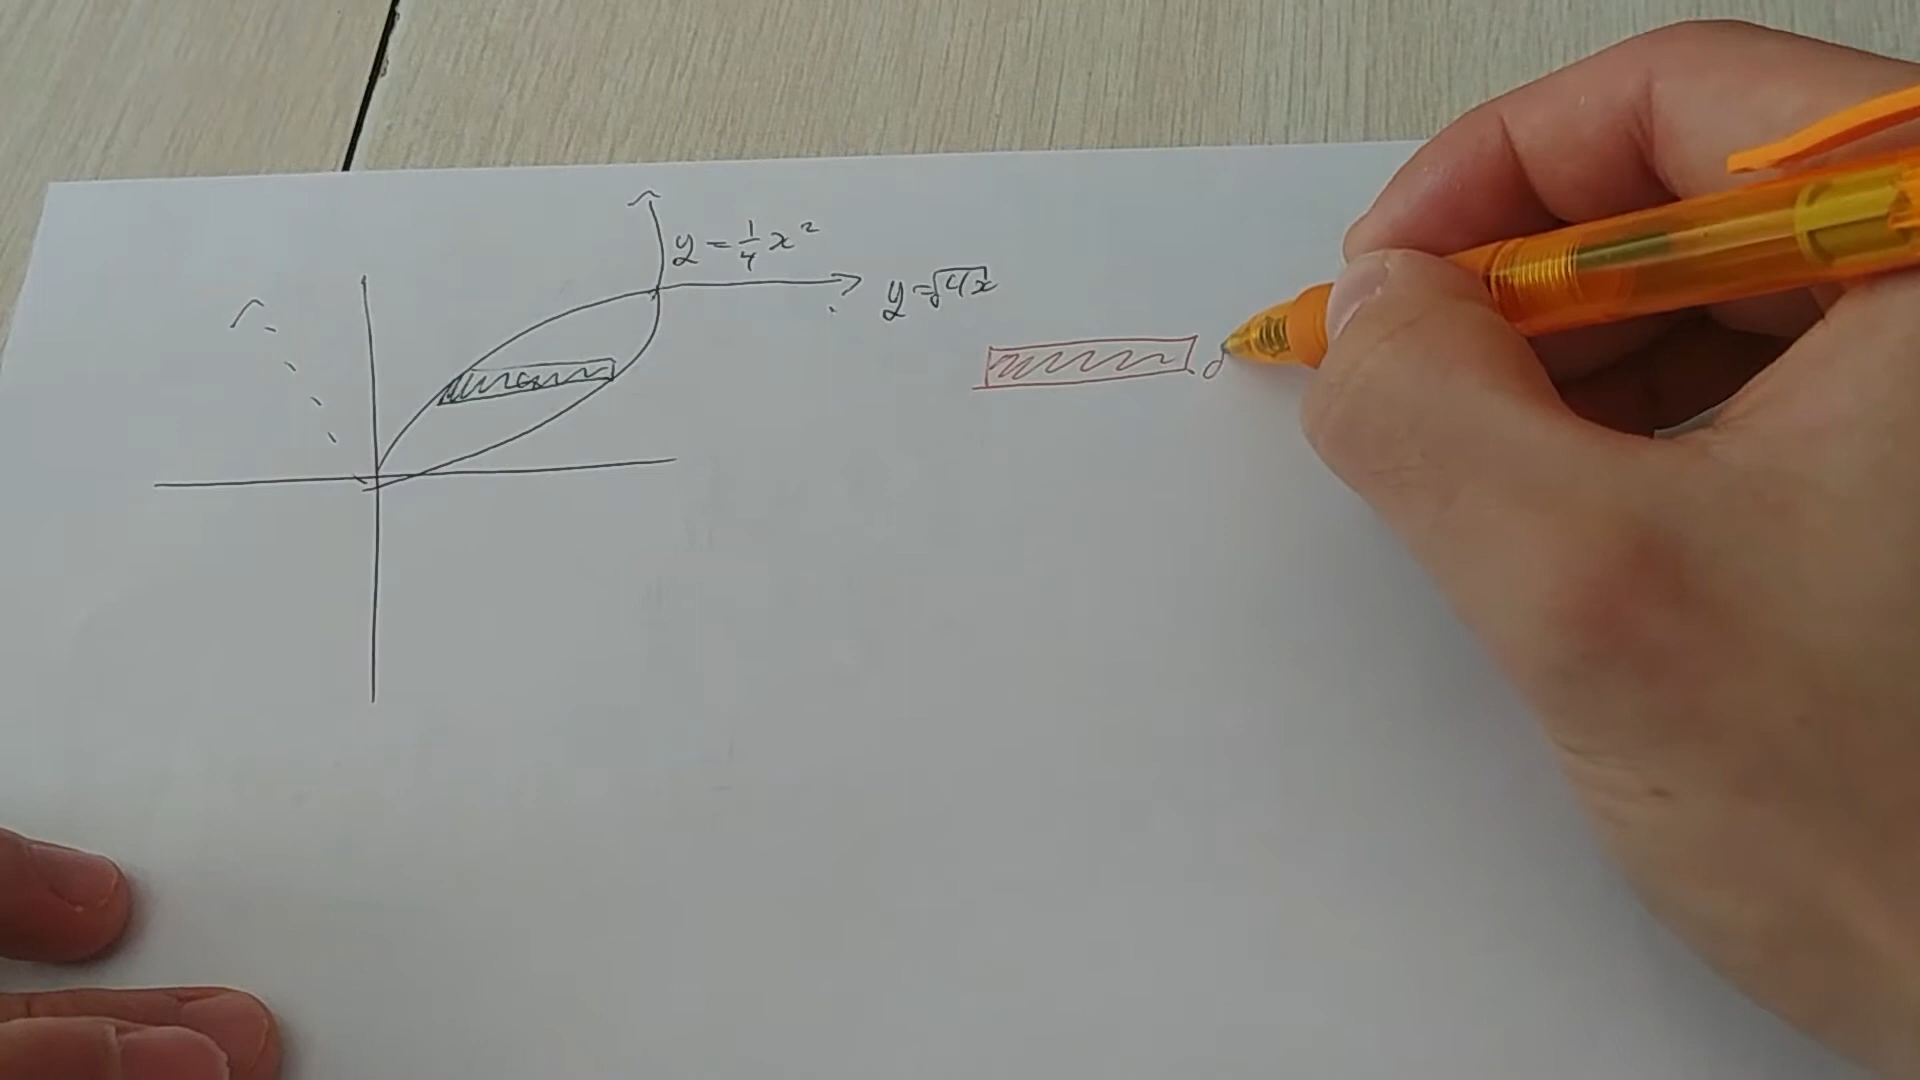 y = 1/4 x²
y = √4x
d